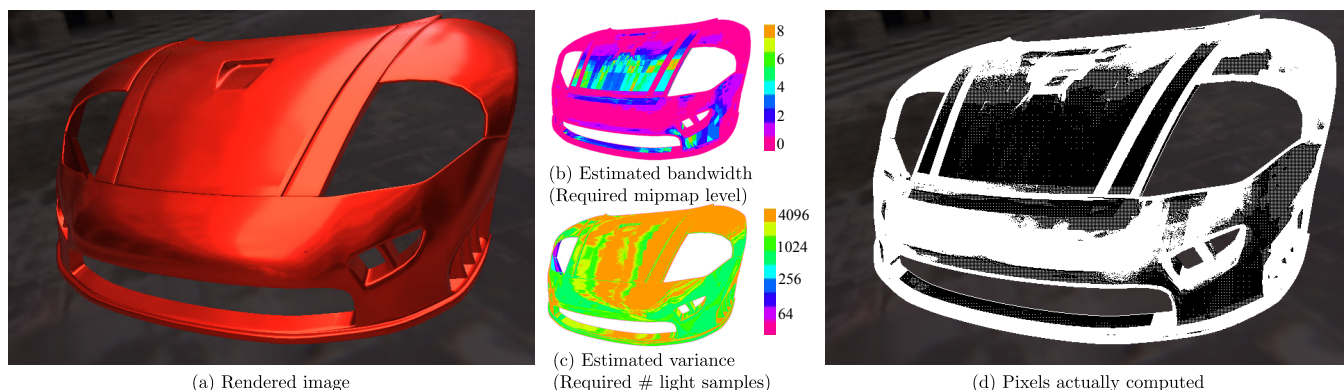 8
6
4
2
0
(b) Estimated bandwidth
(Required mipmap level)
4096
1024
256
64
(c) Estimated variance
(Required # light samples)
(a) Rendered image
(d) Pixels actually computed